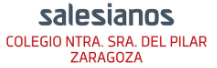 salesianos
COLEGIO NTRA. SRA. DEL PILAR
ZARAGOZA